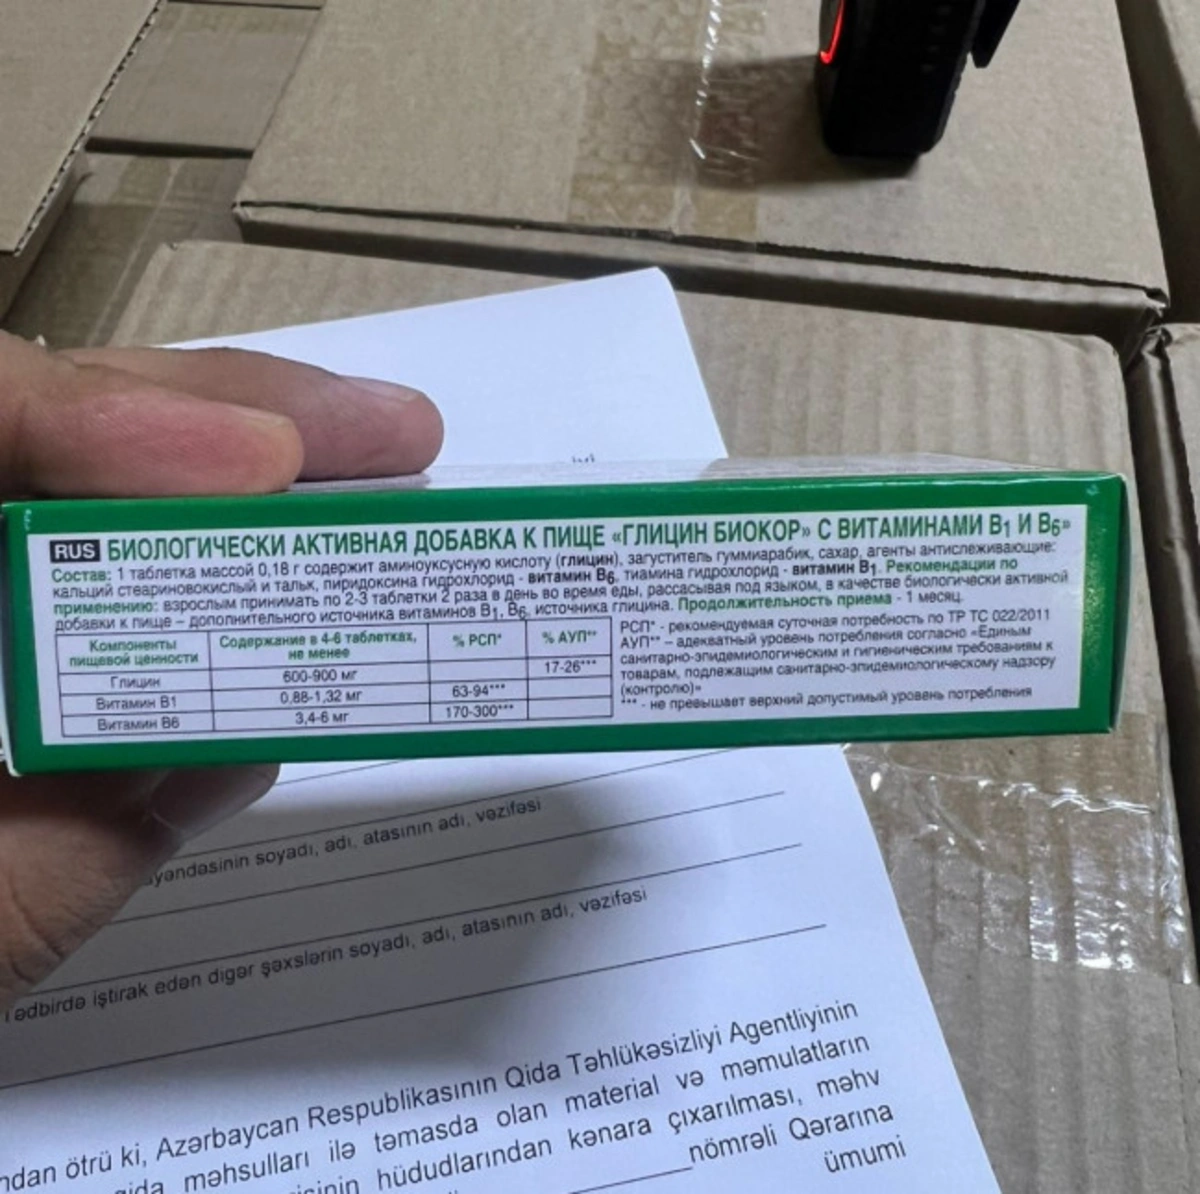 RUS БИОЛОГИЧЕСКИ АКТИВНАЯ ДОБАВКА К ПИЩЕ «ГЛИЦИН БИОКОР» С ВИТАМИНАМИ B1 И B6»
Состав: 1 таблетка массой 0,18 г содержит аминоуксусную кислоту (глицин), загуститель гуммиарабик, сахар, агенты антислеживающие:
кальций стеариновокислый и тальк, пиридоксина гидрохлорид - витамин B6, тиамина гидрохлорид - витамин B1. Рекомендации по
применению: взрослым принимать по 2-3 таблетки 2 раза в день во время еды, рассасывая под языком, в качестве биологически активной
добавки к пище – дополнительного источника витаминов B1, B6, источника глицина. Продолжительность приема - 1 месяц.
Компоненты пищевой ценности Содержание в 4-6 таблетках, не менее % РСП* % АУП**
Глицин 600-900 мг 17-26***
Витамин B1 0,88-1,32 мг 63-94***
Витамин B6 3,4-6 мг 170-300***
РСП* - рекомендуемая суточная потребность по ТР ТС 022/2011
АУП** – адекватный уровень потребления согласно «Единым
санитарно-эпидемиологическим и гигиеническим требованиям к
товарам, подлежащим санитарно-эпидемиологическому надзору
(контролю)»
*** - не превышает верхний допустимый уровень потребления
soyadı, adı, atasının adı, vəzifəsi
Tədbirdə iştirak edən digər şəxslərin soyadı, adı, atasının adı, vəzifəsi
ötrü ki, Azərbaycan Respublikasının Qida Təhlükəsizliyi Agentliyinin
məhsulları ilə təmasda olan material və məmulatların
hüdudlarından kənara çıxarılması, məhv
nömrəli Qərarına
ümumi